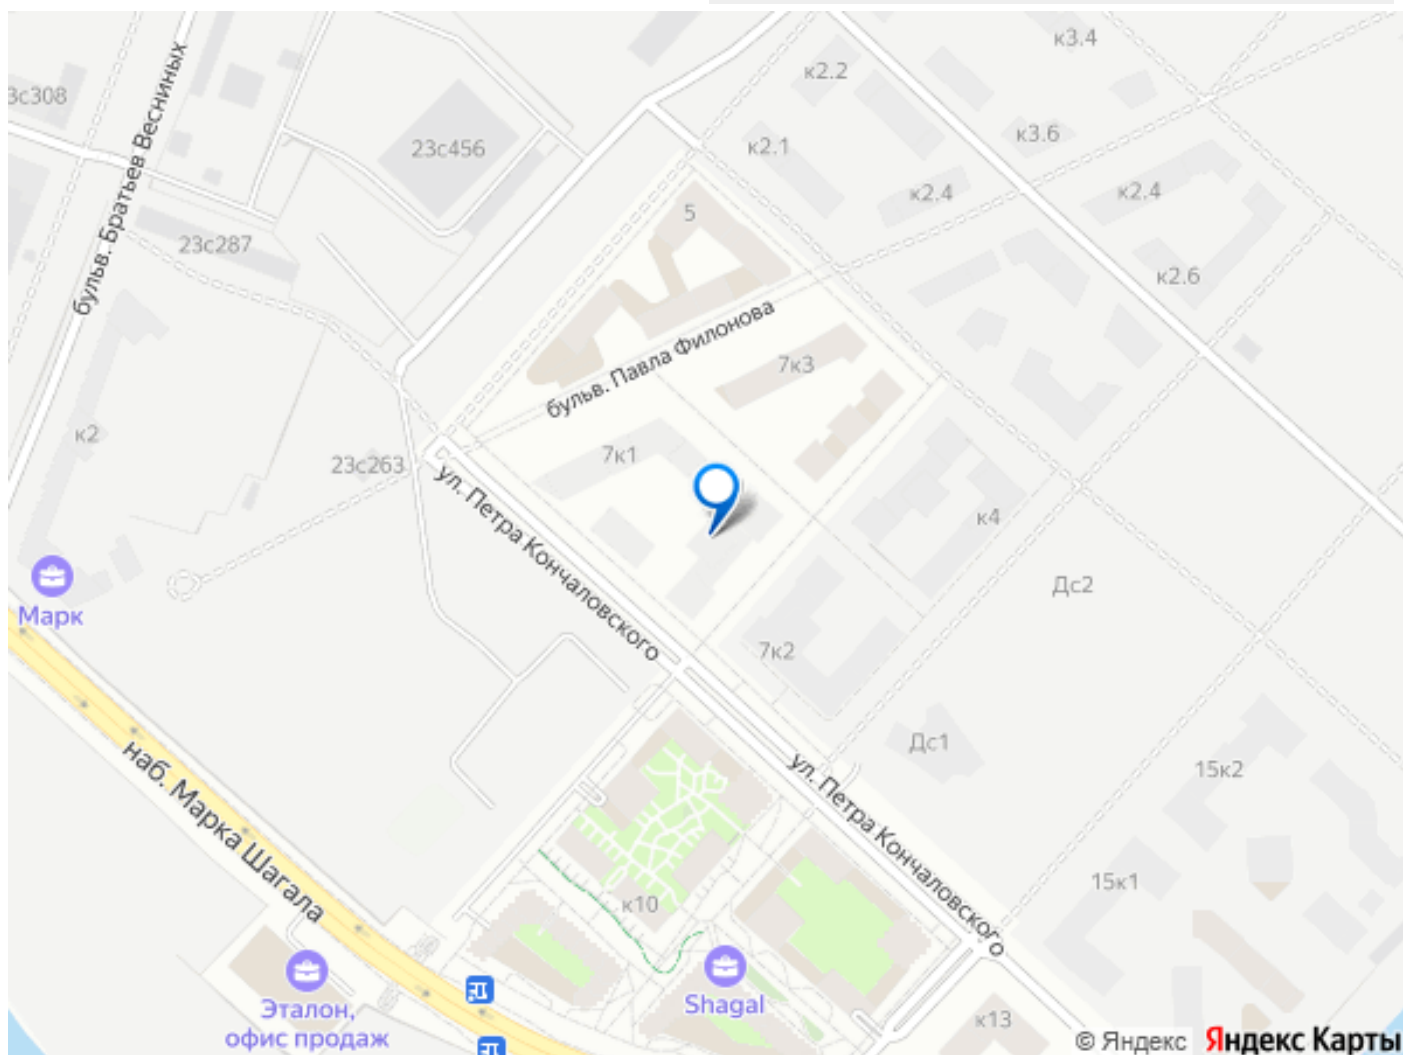 к3.4
к2.2
3с308
бульв. Братьев Весниных
23с456
к2.1
к3.6
к2.4
к2.4
5
23с287
к2.6
бульв. Павла Филонова
7к3
к2
23с263
7к1
ул. Петра Кончаловского
к4
Марк
Дс2
7к2
Дс1
наб. Марка Шагала
ул. Петра Кончаловского
15к2
15к1
к10
Shagal
Эталон,
офис продаж
к13
© Яндекс
Яндекс Карты